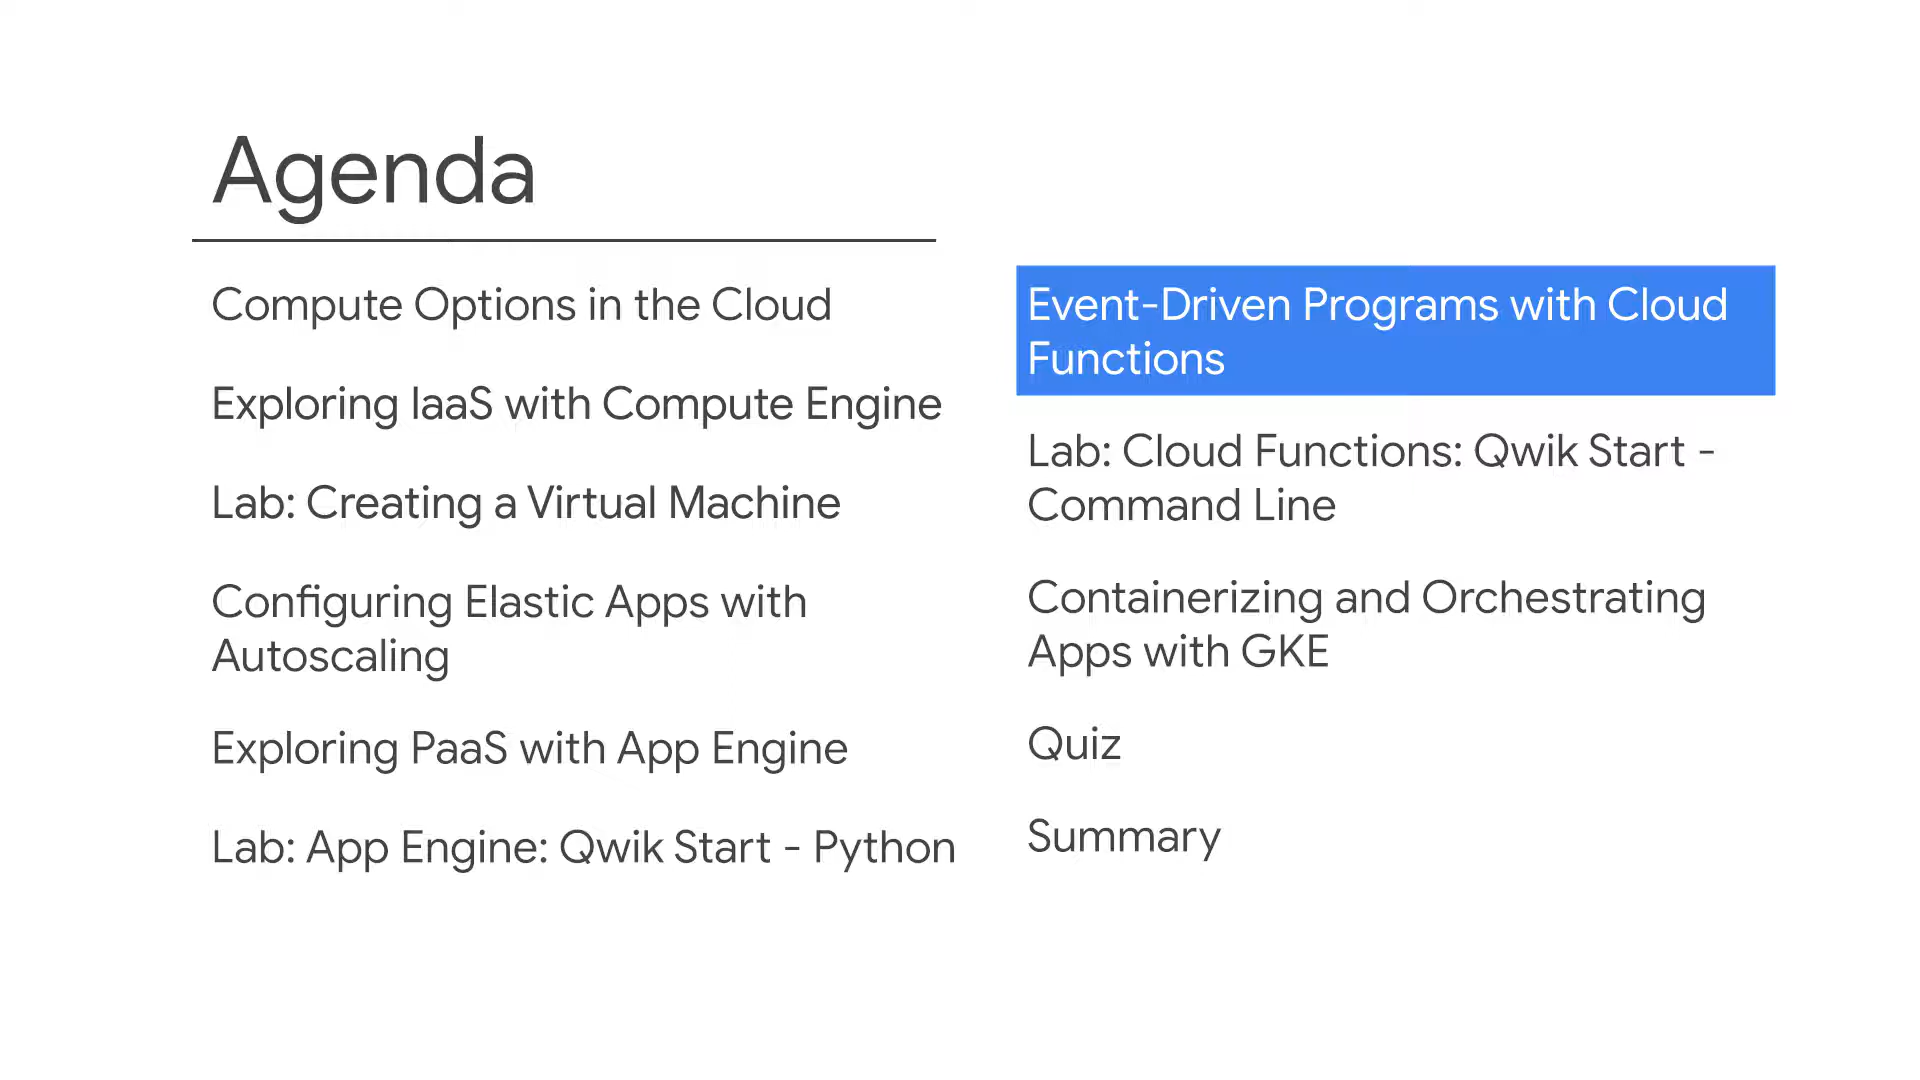 Agenda
Compute Options in the Cloud
Exploring IaaS with Compute Engine
Lab: Creating a Virtual Machine
Configuring Elastic Apps with
Autoscaling
Exploring PaaS with App Engine
Lab: App Engine: Qwik Start - Python
Event-Driven Programs with Cloud
Functions
Lab: Cloud Functions: Qwik Start -
Command Line
Containerizing and Orchestrating
Apps with GKE
Quiz
Summary